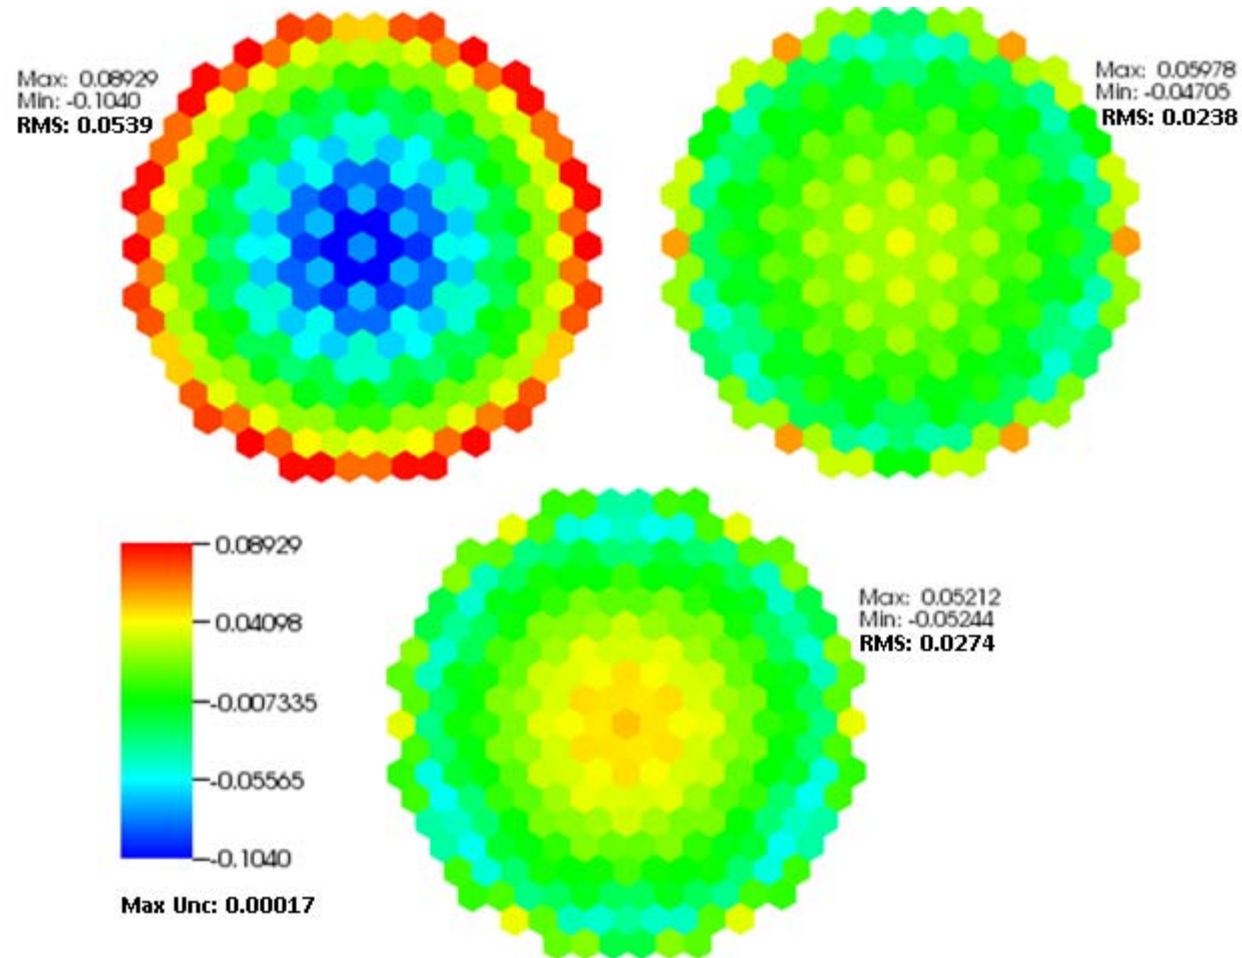 Max: 0.08929
Min: -0.1040
RMS: 0.0539
Max: 0.05978
Min: -0.04705
RMS: 0.0238
0.08929
0.04098
-0.007335
-0.05565
-0.1040
Max Unc: 0.00017
Max: 0.05212
Min: -0.05244
RMS: 0.0274